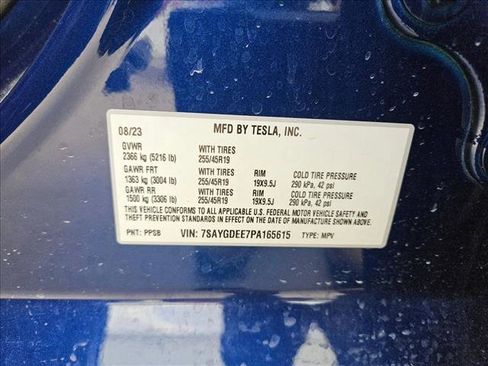 08/23 MFD BY TESLA, INC.
GVWR WITH TIRES
2366 kg (5216 lb) 255/45R19
GAWR FRT WITH TIRES RIM COLD TIRE PRESSURE
1363 kg (3004 lb) 255/45R19 19X9.5J 290 kPa, 42 psi
GAWR RR WITH TIRES RIM COLD TIRE PRESSURE
1500 kg (3306 lb) 255/45R19 19X9.5J 290 kPa, 42 psi
THIS VEHICLE CONFORMS TO ALL APPLICABLE U.S. FEDERAL MOTOR VEHICLE SAFETY AND
THEFT PREVENTION STANDARDS IN EFFECT ON THE DATE OF MANUFACTURE SHOWN ABOVE.
PNT: PPSB VIN: 7SAYGDEE7PA165615 TYPE: MPV